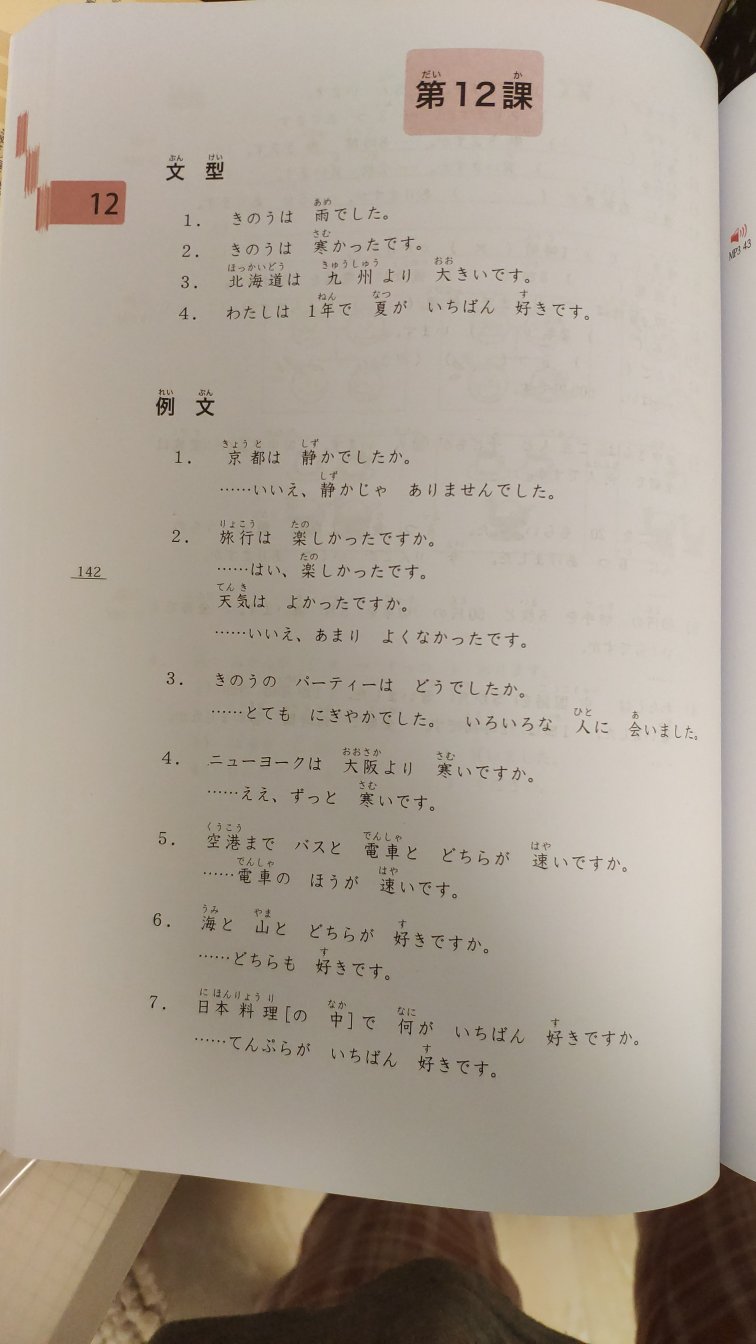 第12課
12
文型
1. きのうは 雨でした。
2. きのうは 寒かったです。
3. 北海道は 九州より 大きいです。
4. わたしは 1年で 夏が いちばん 好きです。
例文
1. 京都は 静かでしたか。
……いいえ、静かじゃ ありませんでした。
2. 旅行は 楽しかったですか。
……はい、楽しかったです。
天気は よかったですか。
……いいえ、あまり よくなかったです。
142
3. きのうの パーティーは どうでしたか。
……とても にぎやかでした。 いろいろな 人に 会いました。
4. ニューヨークは 大阪より 寒いですか。
……ええ、ずっと 寒いです。
5. 空港まで バスと 電車と どちらが 速いですか。
……電車の ほうが 速いです。
6. 海と 山と どちらが 好きですか。
……どちらも 好きです。
7. 日本料理[の 中]で 何が いちばん 好きですか。
……てんぷらが いちばん 好きです。
MP3 43